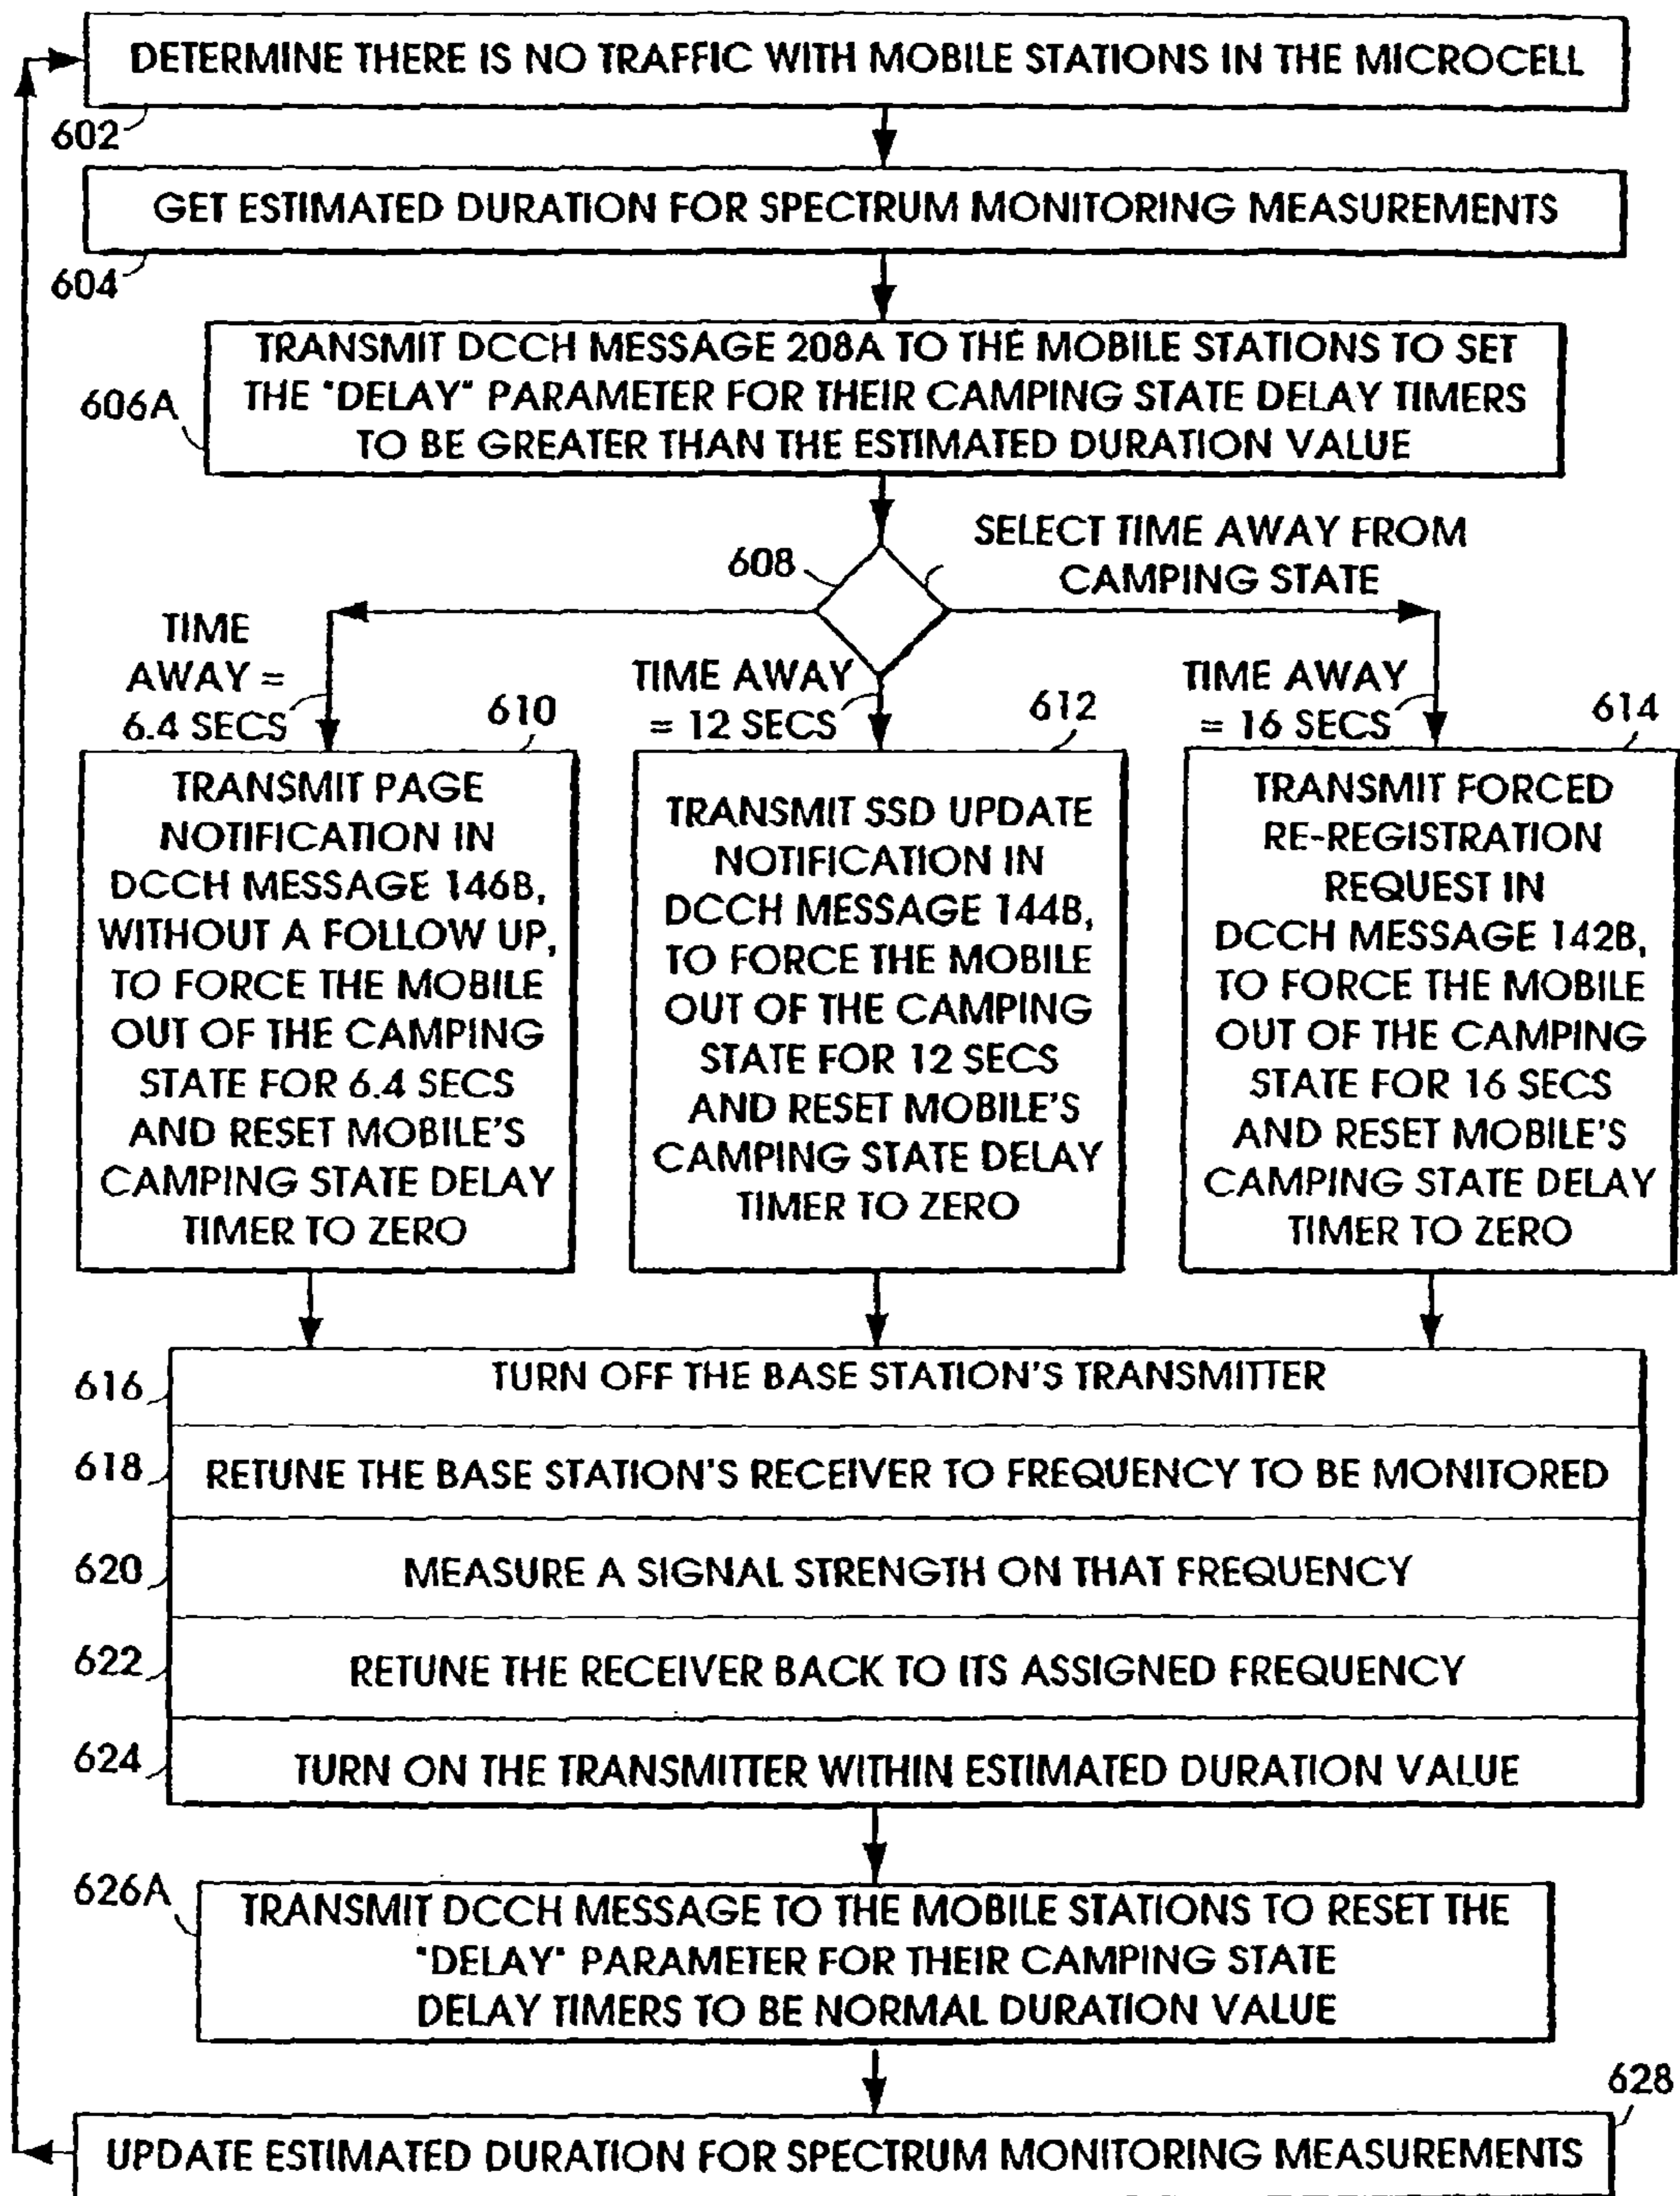 DETERMINE THERE IS NO TRAFFIC WITH MOBILE STATIONS IN THE MICROCELL
602
GET ESTIMATED DURATION FOR SPECTRUM MONITORING MEASUREMENTS
604
TRANSMIT DCCH MESSAGE 208A TO THE MOBILE STATIONS TO SET
THE "DELAY" PARAMETER FOR THEIR CAMPING STATE DELAY TIMERS
TO BE GREATER THAN THE ESTIMATED DURATION VALUE
606A
608
SELECT TIME AWAY FROM
CAMPING STATE
TIME
AWAY =
6.4 SECS
610
TIME AWAY
= 12 SECS
612
TIME AWAY
= 16 SECS
614
TRANSMIT PAGE
NOTIFICATION IN
DCCH MESSAGE 146B,
WITHOUT A FOLLOW UP,
TO FORCE THE MOBILE
OUT OF THE CAMPING
STATE FOR 6.4 SECS
AND RESET MOBILE'S
CAMPING STATE DELAY
TIMER TO ZERO
TRANSMIT SSD UPDATE
NOTIFICATION IN
DCCH MESSAGE 144B,
TO FORCE THE MOBILE
OUT OF THE CAMPING
STATE FOR 12 SECS
AND RESET MOBILE'S
CAMPING STATE DELAY
TIMER TO ZERO
TRANSMIT FORCED
RE-REGISTRATION
REQUEST IN
DCCH MESSAGE 142B,
TO FORCE THE MOBILE
OUT OF THE CAMPING
STATE FOR 16 SECS
AND RESET MOBILE'S
CAMPING STATE DELAY
TIMER TO ZERO
616
TURN OFF THE BASE STATION'S TRANSMITTER
618
RETUNE THE BASE STATION'S RECEIVER TO FREQUENCY TO BE MONITORED
620
MEASURE A SIGNAL STRENGTH ON THAT FREQUENCY
622
RETUNE THE RECEIVER BACK TO ITS ASSIGNED FREQUENCY
624
TURN ON THE TRANSMITTER WITHIN ESTIMATED DURATION VALUE
626A
TRANSMIT DCCH MESSAGE TO THE MOBILE STATIONS TO RESET THE
"DELAY" PARAMETER FOR THEIR CAMPING STATE
DELAY TIMERS TO BE NORMAL DURATION VALUE
628
UPDATE ESTIMATED DURATION FOR SPECTRUM MONITORING MEASUREMENTS